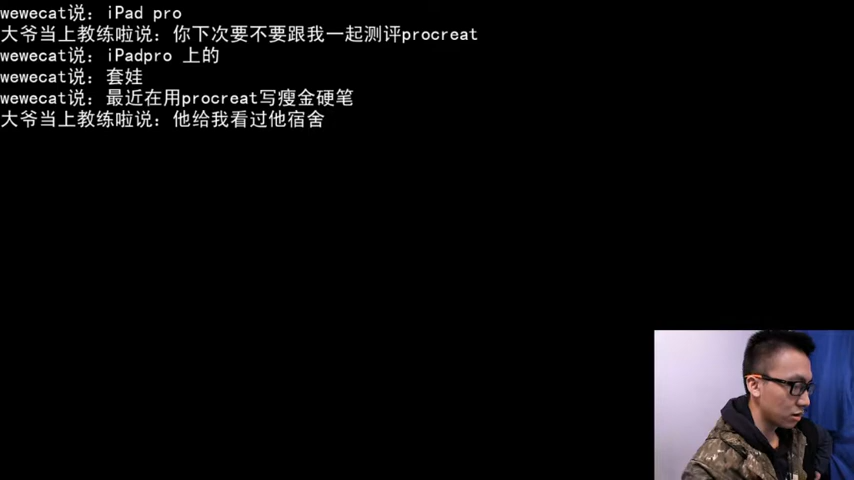 wewecat说：iPad pro
大爷当上教练啦说：你下次要不要跟我一起测评procreat
wewecat说：iPadpro 上的
wewecat说：套娃
wewecat说：最近在用procreat写瘦金硬笔
大爷当上教练啦说：他给我看过他宿舍